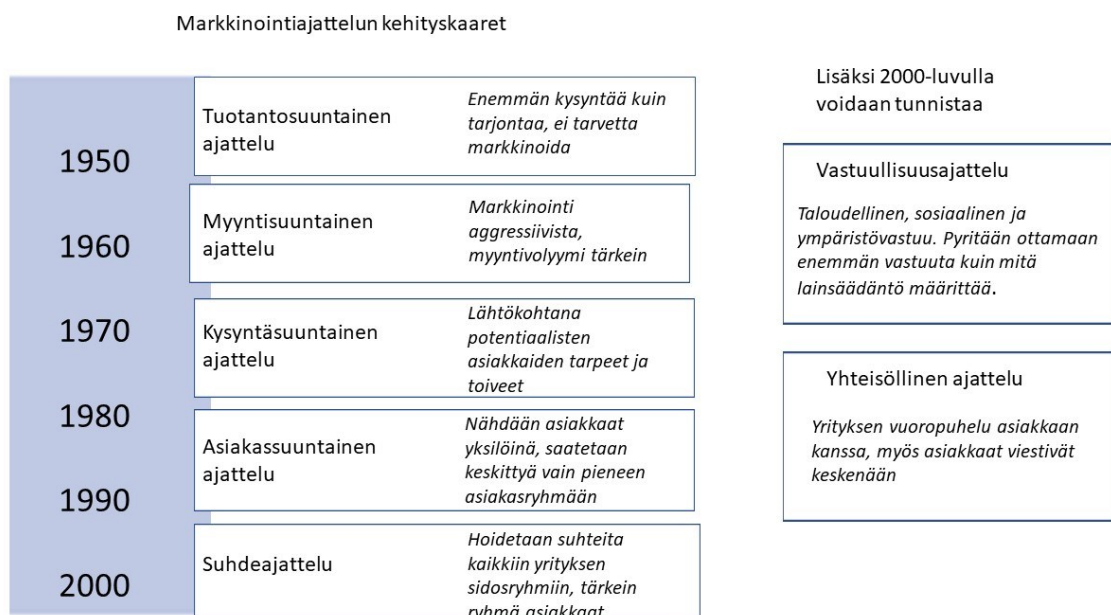 Markkinointiajattelun kehityskaaret
1950
1960
1970
1980
1990
2000
Tuotantosuuntainen
ajattelu
Enemmän kysyntää kuin
tarjontaa, ei tarvetta
markkinoida
Myyntisuuntainen
ajattelu
Markkinointi
aggressiivista,
myyntivolyymi tärkein
Kysyntäsuuntainen
ajattelu
Lähtökohtana
potentiaalisten
asiakkaiden tarpeet ja
toiveet
Asiakassuuntainen
ajattelu
Nähdään asiakkaat
yksilöinä, saatetaan
keskittyä vain pieneen
asiakasryhmään
Suhdeajattelu
Hoidetaan suhteita
kaikkiin yrityksen
sidosryhmiin, tärkein
ryhmä asiakkaat
Lisäksi 2000-luvulla
voidaan tunnistaa
Vastuullisuusajattelu
Taloudellinen, sosiaalinen ja
ympäristövastuu. Pyritään ottamaan
enemmän vastuuta kuin mitä
lainsäädäntö määrittää.
Yhteisöllinen ajattelu
Yrityksen vuoropuhelu asiakkaan
kanssa, myös asiakkaat viestivät
keskenään